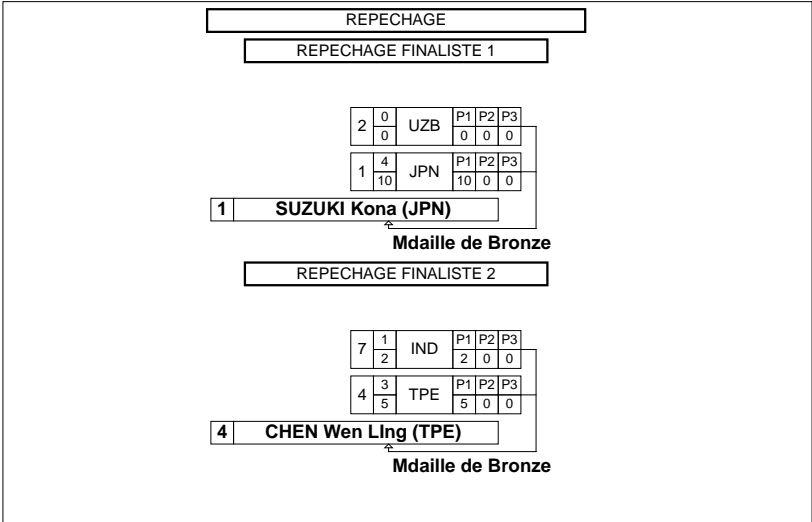 REPECHAGE
REPECHAGE FINALISTE 1
2 0 UZB P1 P2 P3
0 0 0 0
1 4 JPN P1 P2 P3
10 10 0 0
1 SUZUKI Kona (JPN)
Mdaille de Bronze
REPECHAGE FINALISTE 2
7 1 IND P1 P2 P3
2 2 0 0
4 3 TPE P1 P2 P3
5 5 0 0
4 CHEN Wen LIng (TPE)
Mdaille de Bronze